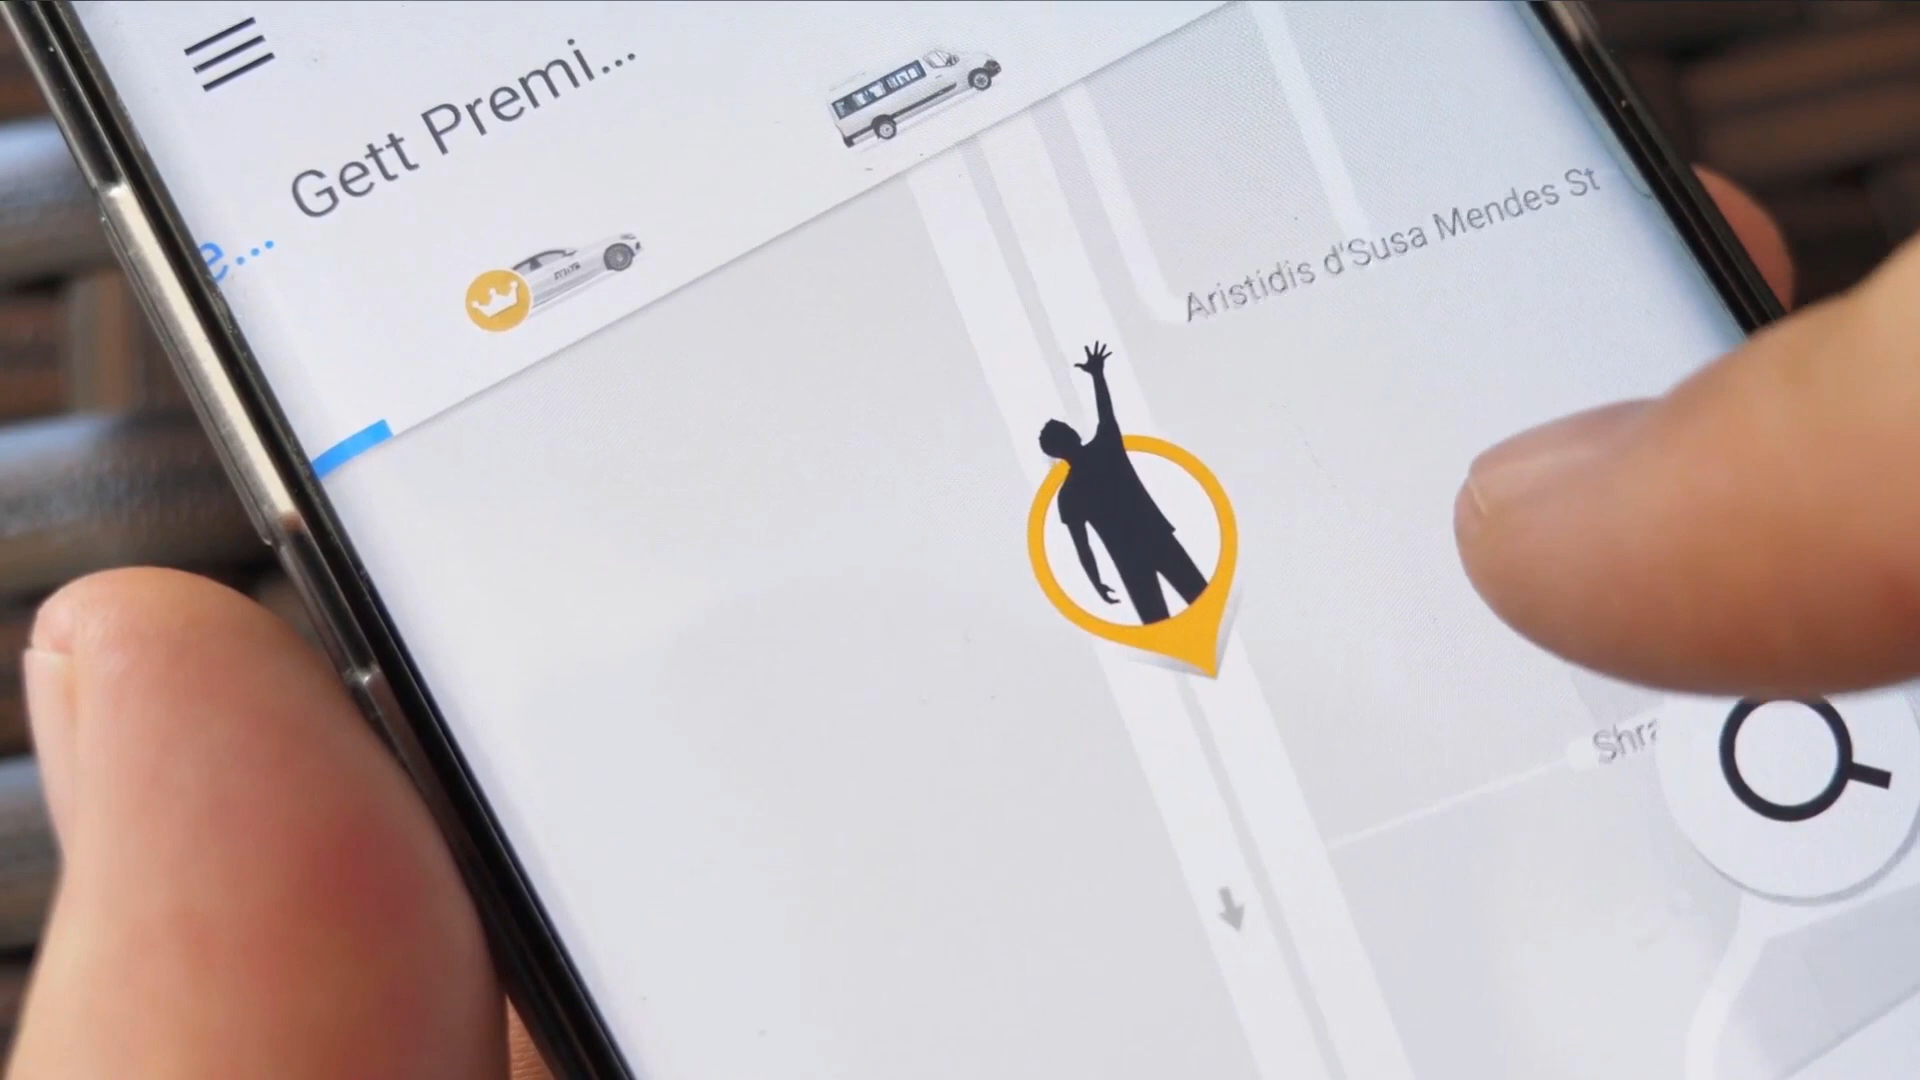 Gett Premi...
e...
Aristidis d'Susa Mendes St
Shra